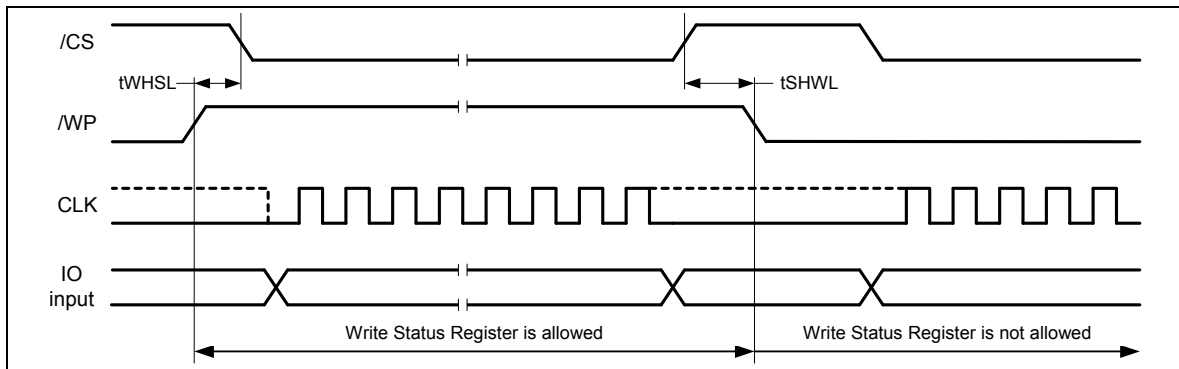 /CS
tWHSL
tSHWL
/WP
CLK
IO
input
Write Status Register is allowed
Write Status Register is not allowed